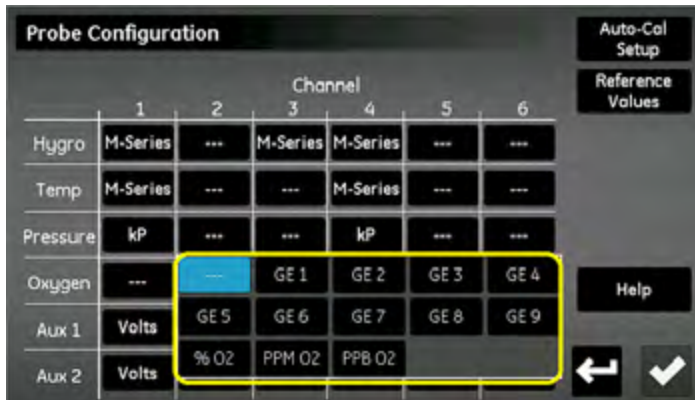 Probe Configuration
Auto-Cal
Setup
Reference
Values
Channel
1 2 3 4 5 6
Hygro M-Series --- M-Series M-Series --- ---
Temp M-Series --- --- M-Series --- ---
Pressure kP --- --- kP --- ---
Oxygen --- --- GE 1 GE 2 GE 3 GE 4
Help
Aux 1 Volts GE 5 GE 6 GE 7 GE 8 GE 9
Aux 2 Volts % O2 PPM O2 PPB O2